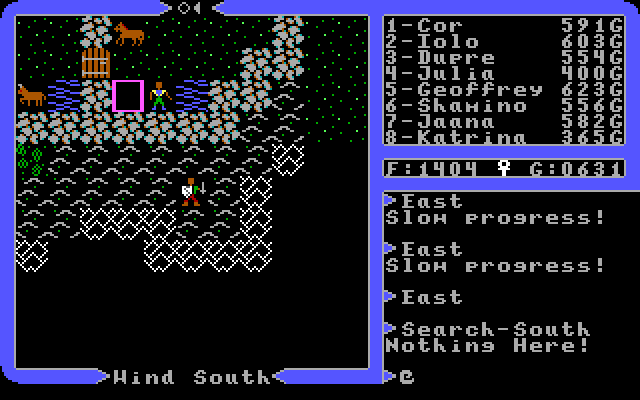 1-Cor 591G
2-Iolo 603G
3-Dupre 554G
4-Julia 400G
5-Geoffrey 623G
6-Shamino 556G
7-Jaana 582G
8-Katrina 365G
F:1404 G:0631
East
Slow progress!
East
Slow progress!
East
Search-South
Nothing Here!
Wind South